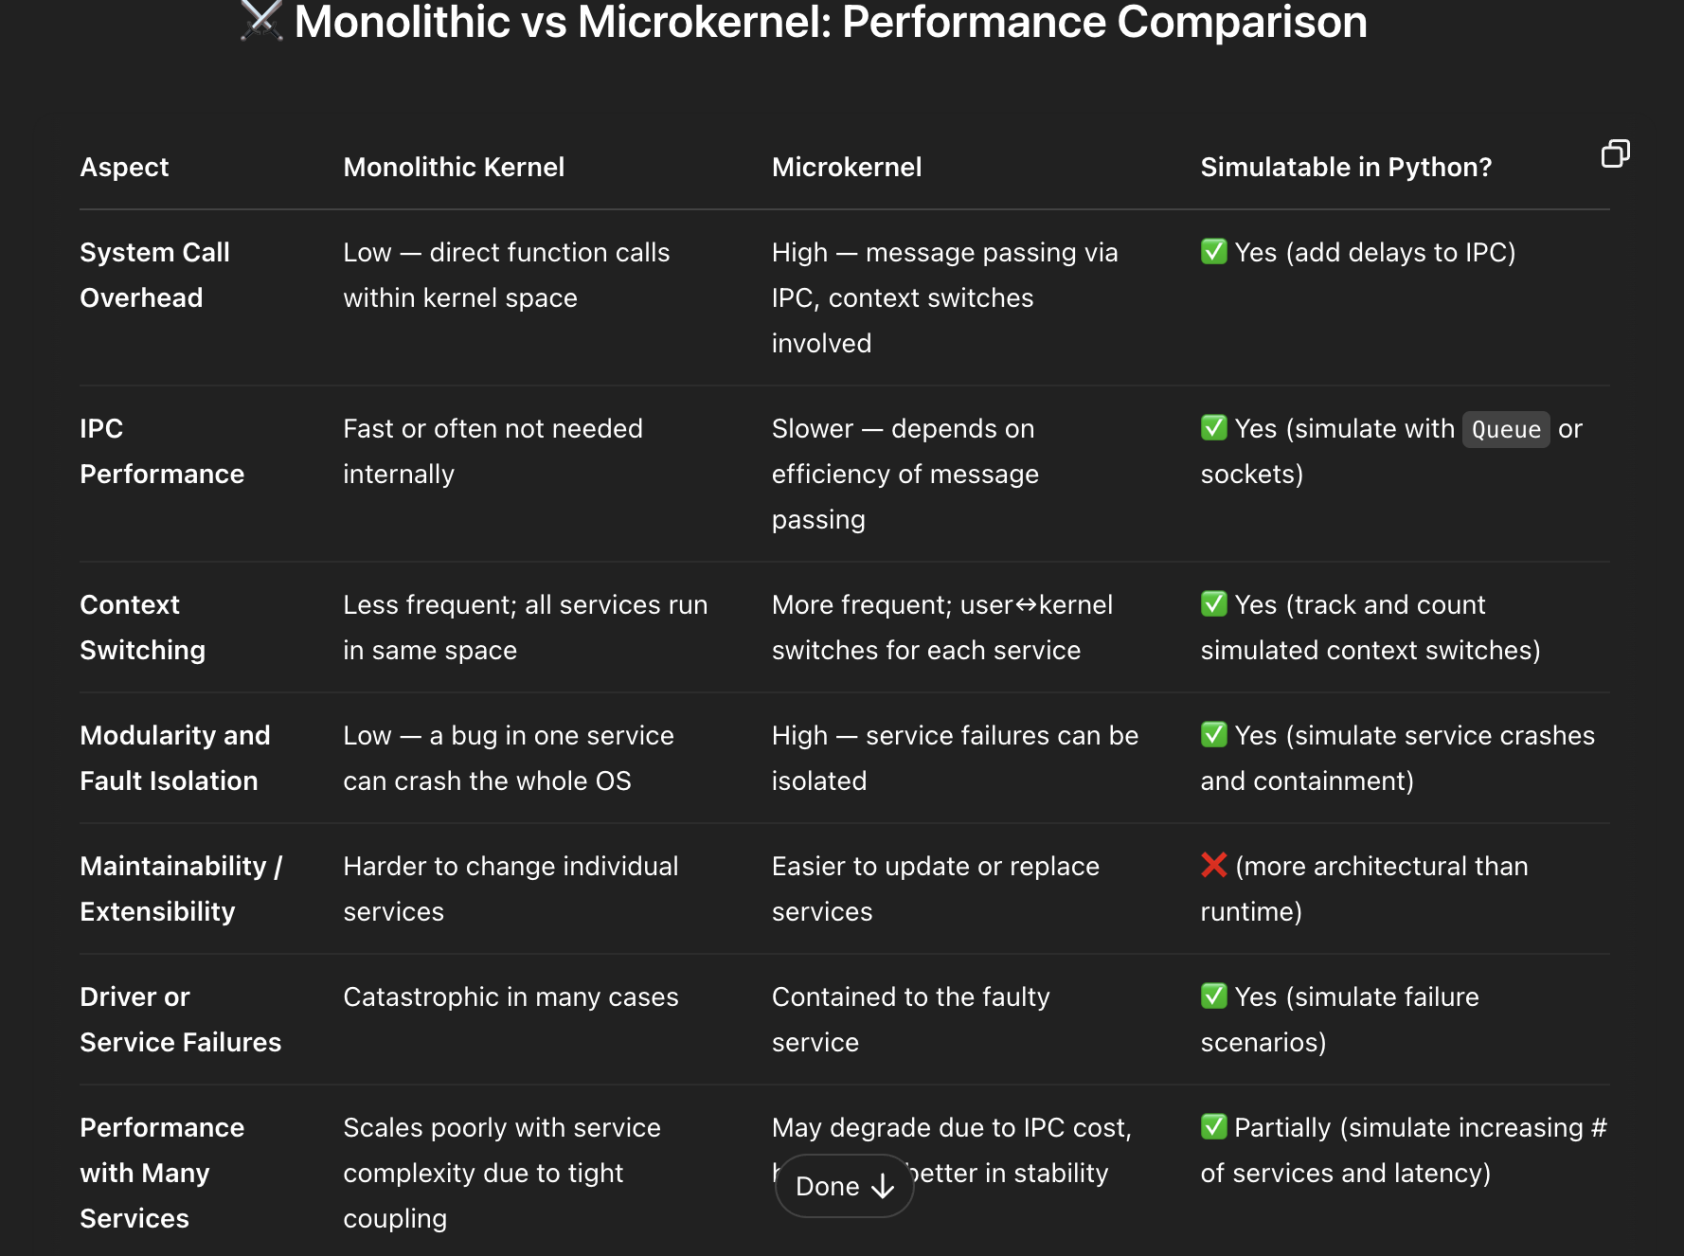 ⚔️ Monolithic vs Microkernel: Performance Comparison
Aspect
Monolithic Kernel
Microkernel
Simulatable in Python?
System Call
Overhead
Low — direct function calls
within kernel space
High — message passing via
IPC, context switches
involved
✅ Yes (add delays to IPC)
IPC
Performance
Fast or often not needed
internally
Slower — depends on
efficiency of message
passing
✅ Yes (simulate with Queue or
sockets)
Context
Switching
Less frequent; all services run
in same space
More frequent; user↔kernel
switches for each service
✅ Yes (track and count
simulated context switches)
Modularity and
Fault Isolation
Low — a bug in one service
can crash the whole OS
High — service failures can be
isolated
✅ Yes (simulate service crashes
and containment)
Maintainability /
Extensibility
Harder to change individual
services
Easier to update or replace
services
❌ (more architectural than
runtime)
Driver or
Service Failures
Catastrophic in many cases
Contained to the faulty
service
✅ Yes (simulate failure
scenarios)
Performance
with Many
Services
Scales poorly with service
complexity due to tight
coupling
May degrade due to IPC cost,
better in stability
✅ Partially (simulate increasing #
of services and latency)
Done ↓